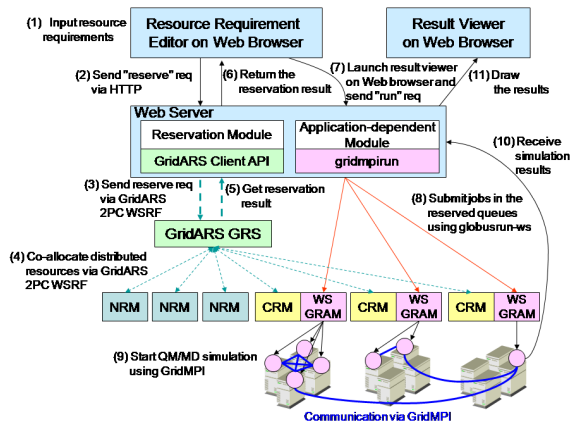 (1) Input resource
requirements
Resource Requirement
Editor on Web Browser
Result Viewer
on Web Browser
(2) Send "reserve" req
via HTTP
(6) Return the
reservation result
(7) Launch result viewer
on Web browser and
send "run" req
(11) Draw
the results
Web Server
Reservation Module
GridARS Client API
Application-dependent
Module
gridmpirun
(10) Receive
simulation
results
(3) Send reserve req
via GridARS
2PC WSRF
(5) Get reservation
result
(8) Submit jobs in the
reserved queues
using globusrun-ws
GridARS GRS
(4) Co-allocate distributed
resources via GridARS
2PC WSRF
NRM
NRM
NRM
CRM
WS
GRAM
CRM
WS
GRAM
CRM
WS
GRAM
(9) Start QM/MD simulation
using GridMPI
Communication via GridMPI